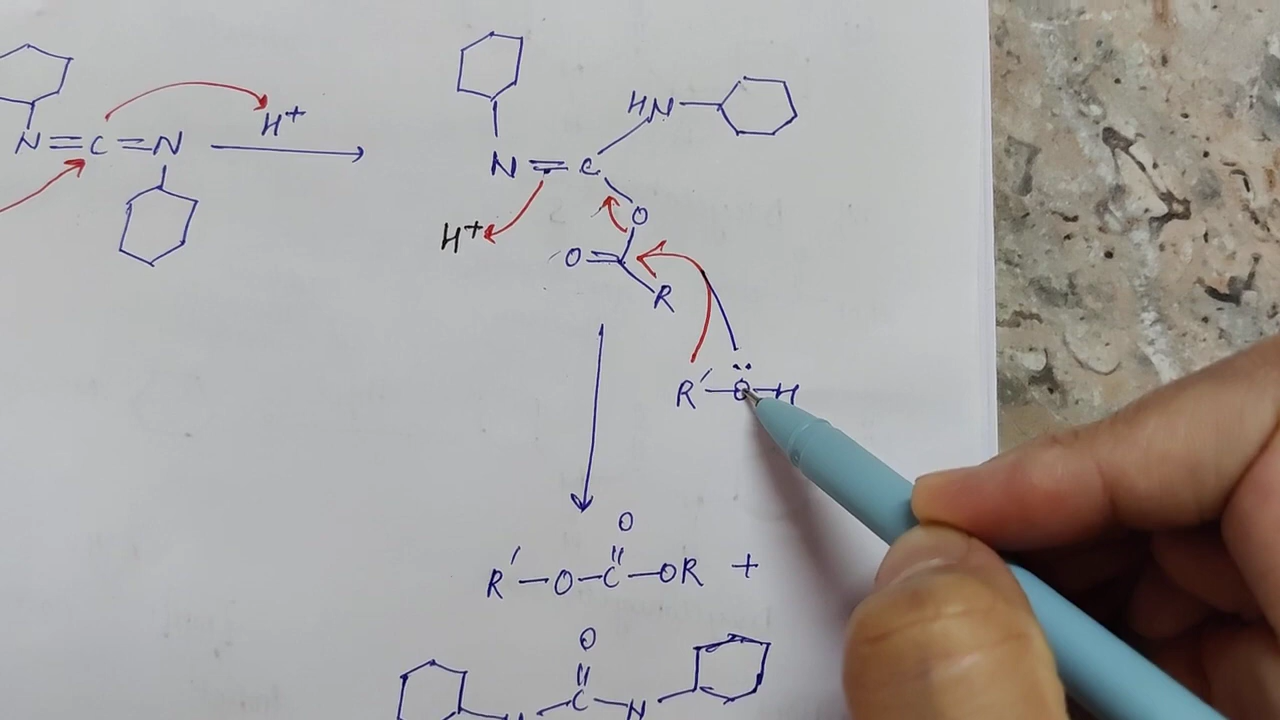 N=C=N H⁺
HN
N=C
O
H⁺
O=
R
R′-Ö-H
O
R′-O-C-OR +
O
C
N